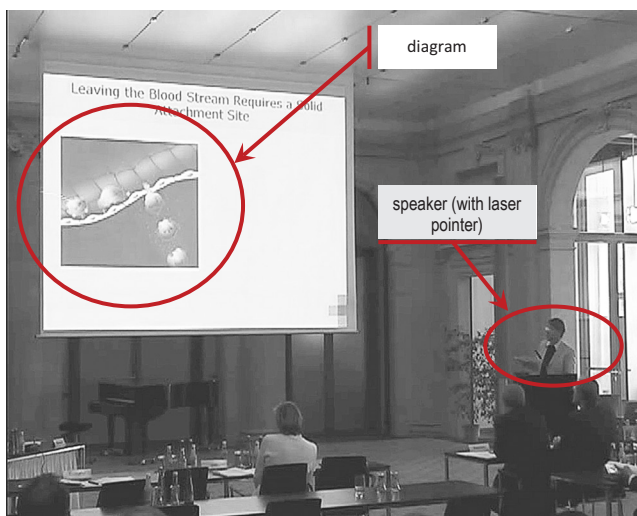 diagram
Leaving the Blood Stream Requires a Solid
Attachment Site
speaker (with laser
pointer)